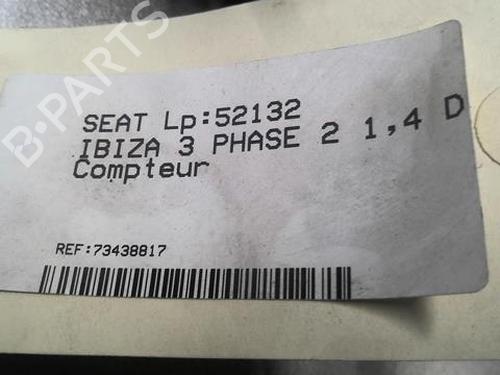 B-PARTS
SEAT Lp:52132
IBIZA 3 PHASE 2 1,4 D
Compteur
REF:73438817